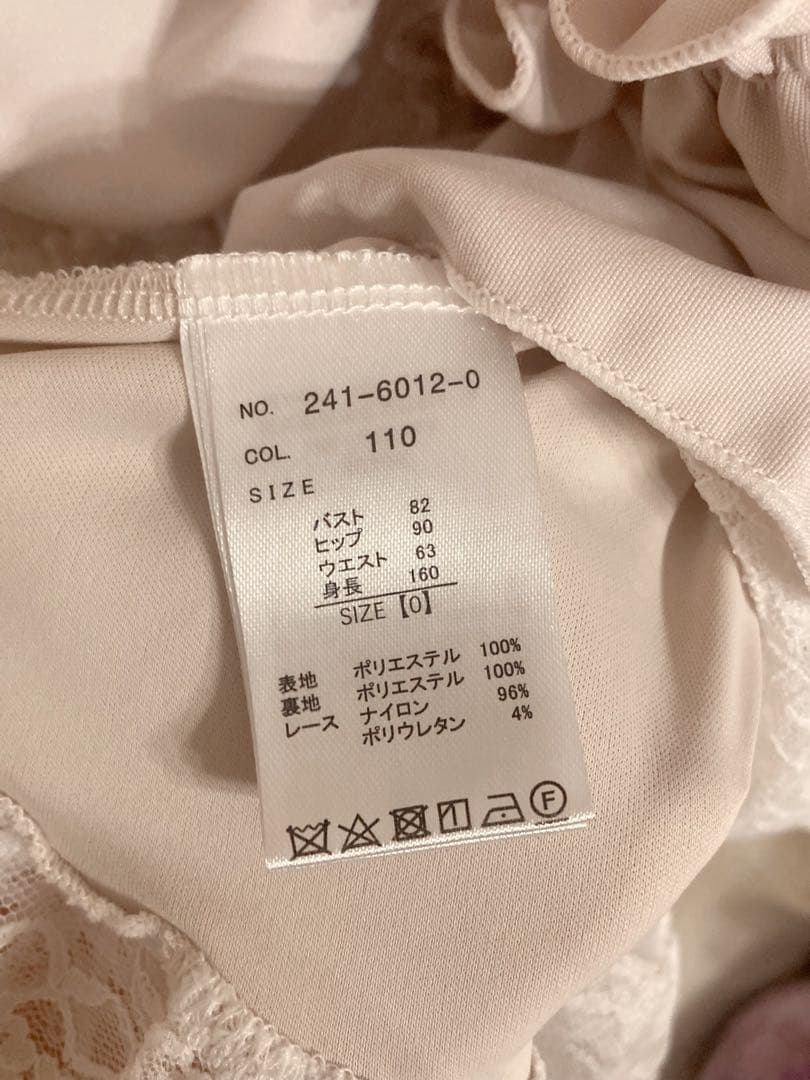 NO. 241-6012-0
COL. 110
SIZE
バスト 82
ヒップ 90
ウエスト 63
身長 160
SIZE【0】
表地 ポリエステル 100%
裏地 ポリエステル 100%
レース ナイロン 96%
ポリウレタン 4%
F